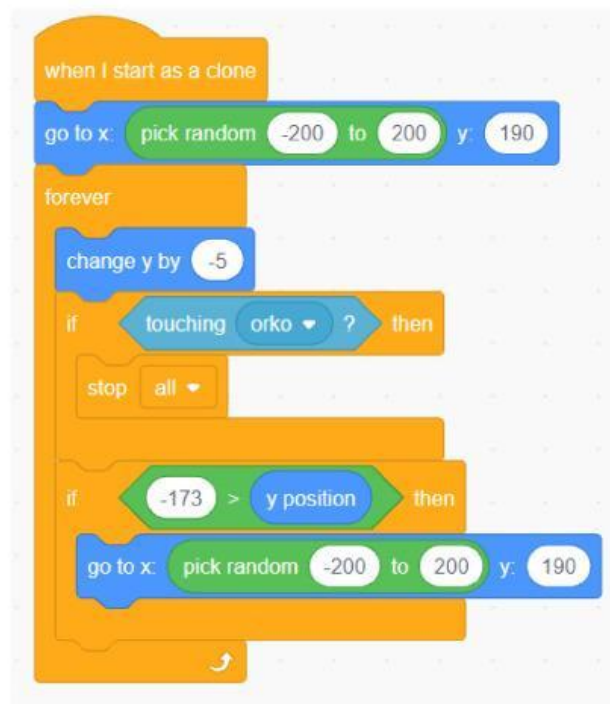 when I start as a clone
go to x: pick random -200 to 200 y: 190
forever
change y by -5
if touching orko ? then
stop all
if -173 > y position then
go to x: pick random -200 to 200 y: 190